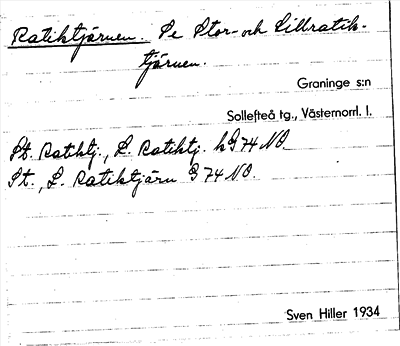 Ratiktjärnen. Se Stor- och Lillratik-
tjärnen.
Graninge s:n
Sollefteå tg., Västernorrl. l.
St. Ratiktj., L. Ratiktj. kG 74 NO.
St., L. Ratiktjärn G 74 NO.
Sven Hiller 1934